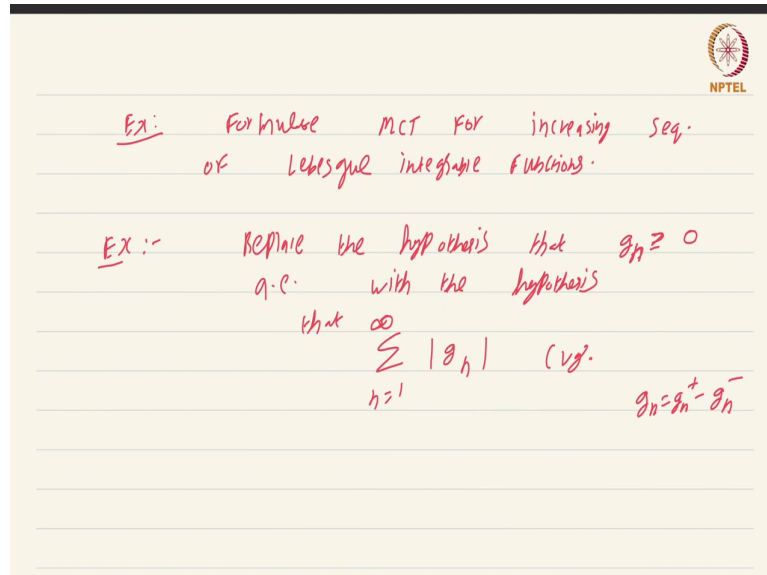 NPTEL
Ex: Formulate MCT For increasing seq.
of Lebesgue integrable functions.
Ex :- Replace the hypothesis that gₙ ≥ 0
a.e. with the hypothesis
that ∞
∑ |gₙ| cvg.
n=1 gₙ = gₙ⁺ - gₙ⁻